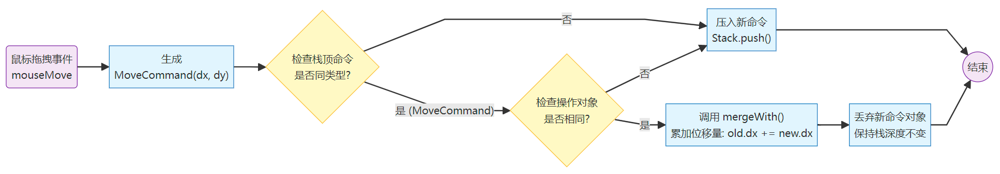 鼠标拖拽事件
mouseMove
生成
MoveCommand(dx, dy)
检查栈顶命令
是否同类型?
否
是 (MoveCommand)
检查操作对象
是否相同?
否
是
压入新命令
Stack.push()
调用 mergeWith()
累加位移量: old.dx += new.dx
丢弃新命令对象
保持栈深度不变
结束